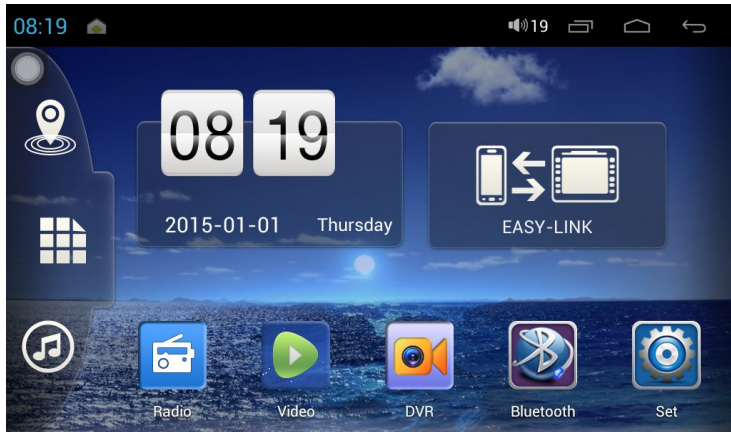 08:19 19
08 19
2015-01-01 Thursday
EASY-LINK
Radio Video DVR Bluetooth Set